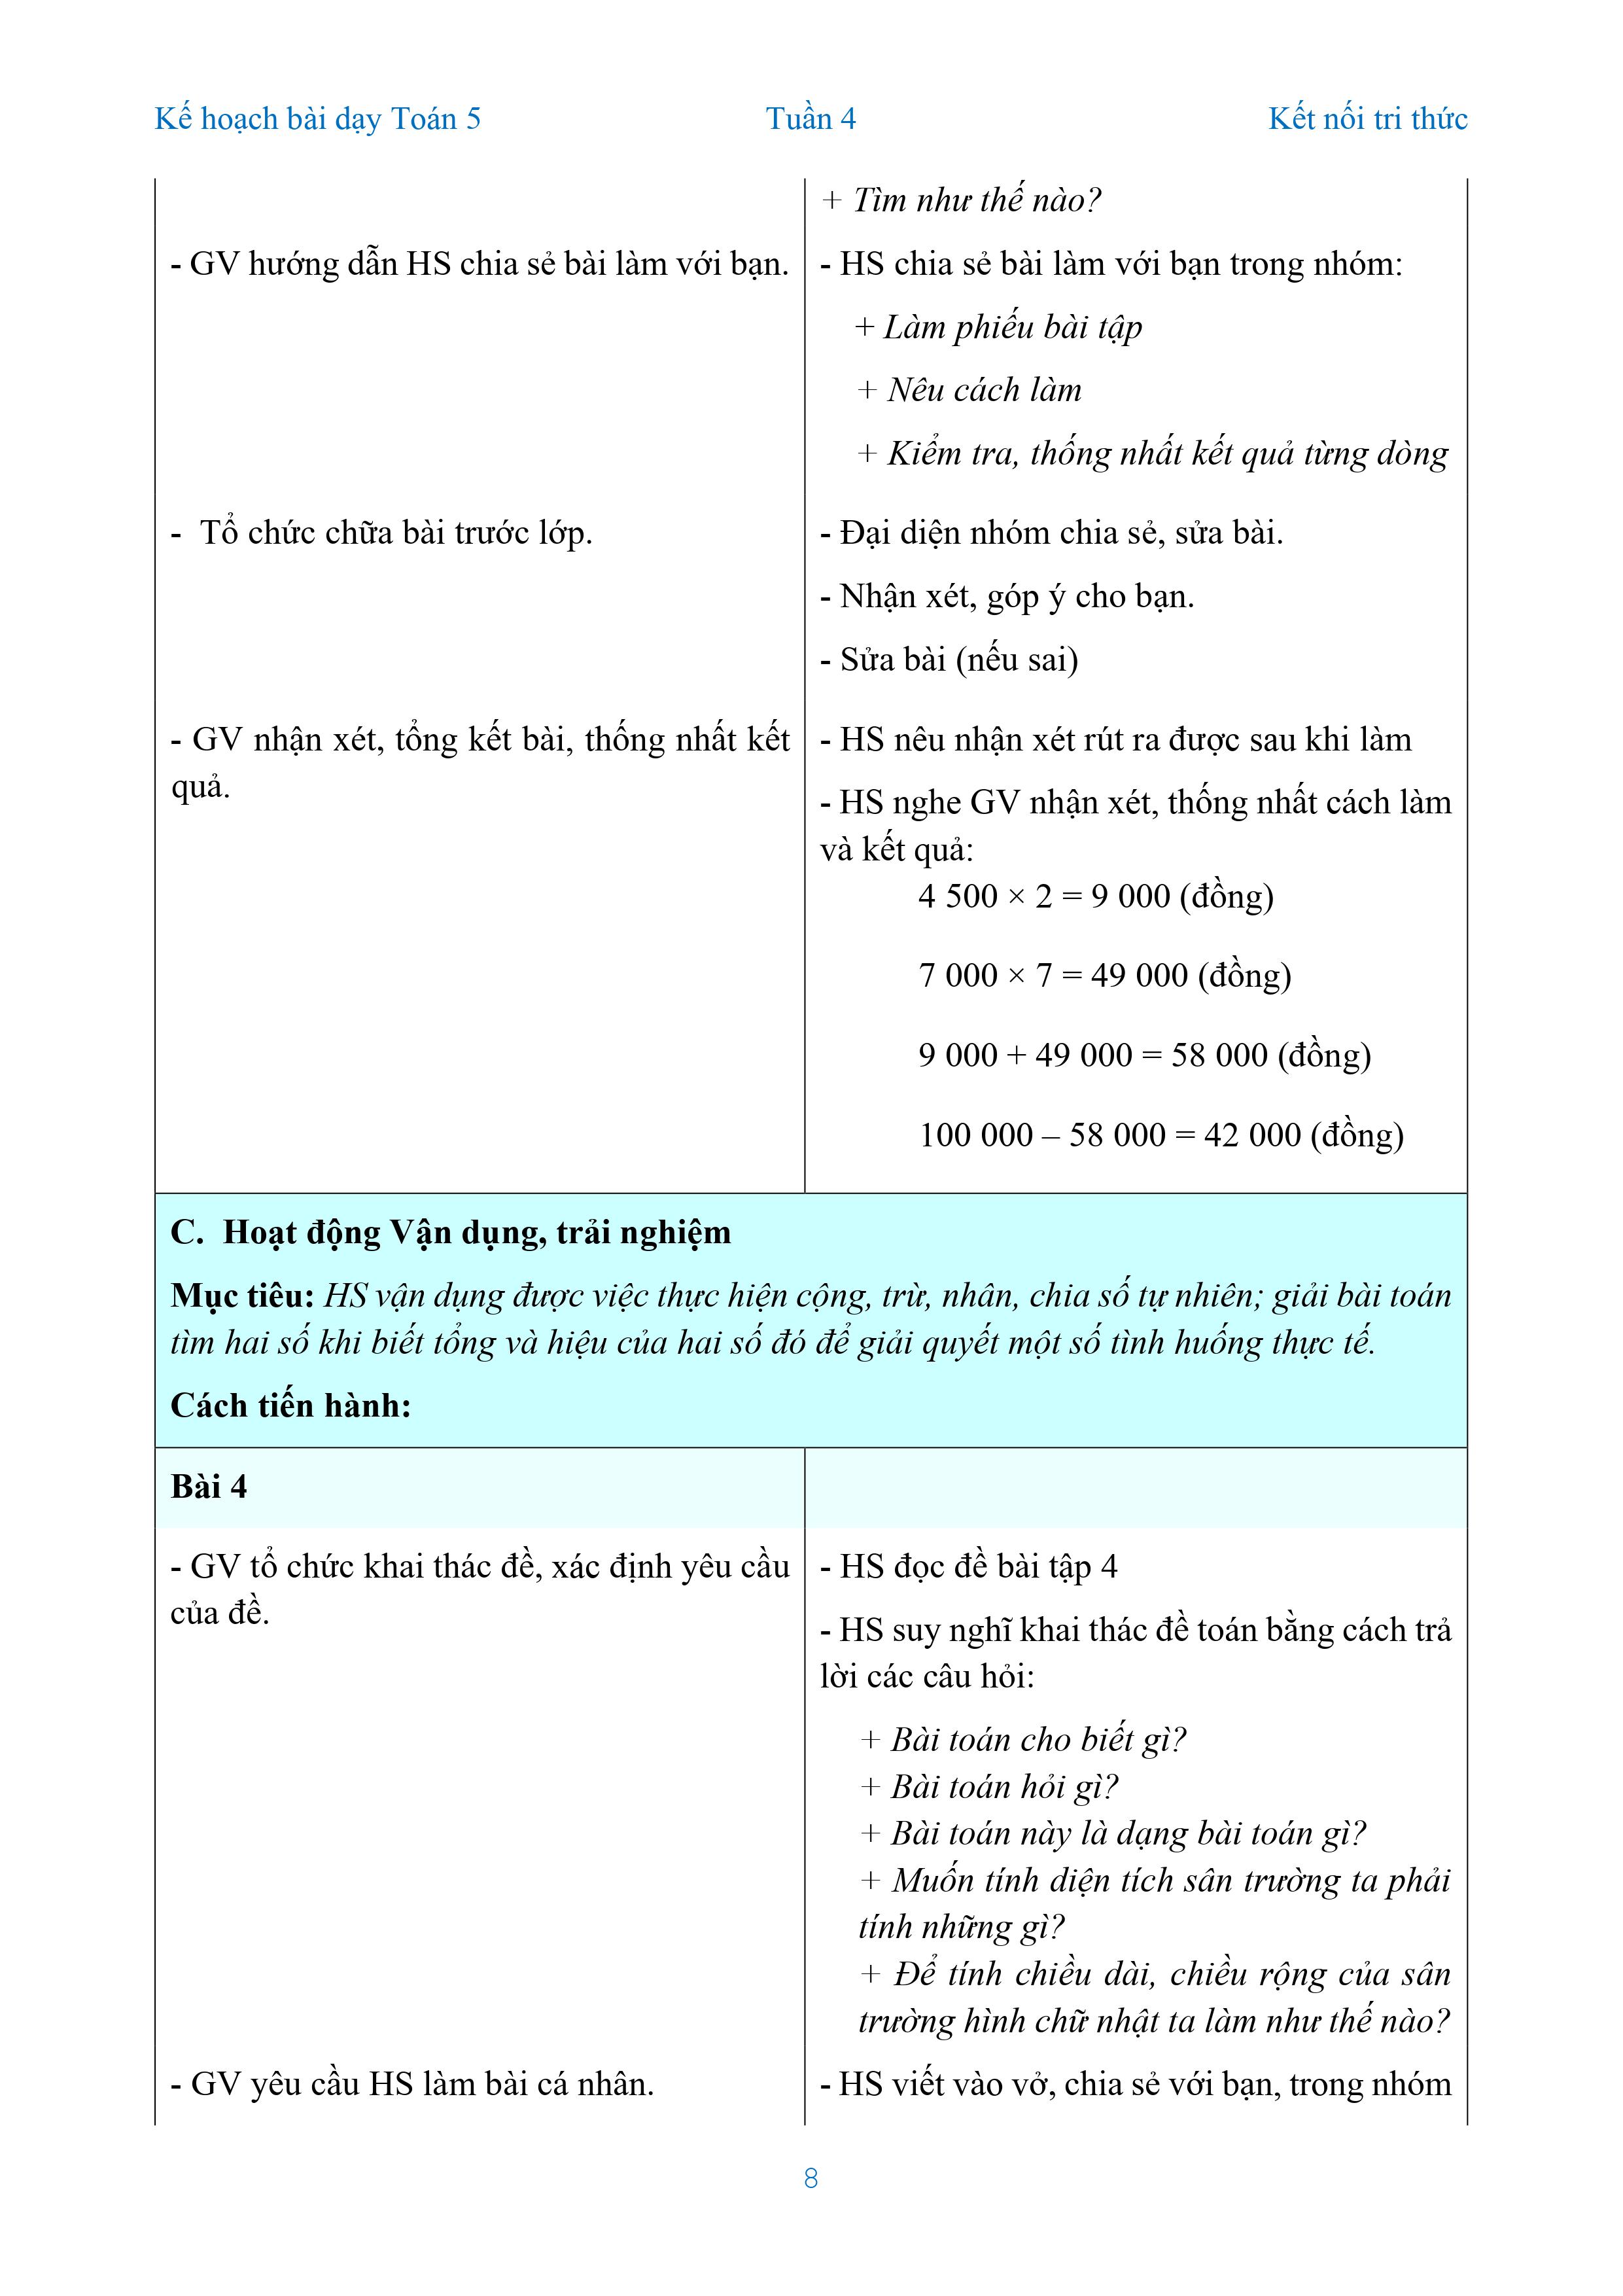 Kế hoạch bài dạy Toán 5 Tuần 4 Kết nối tri thức
+ Tìm như thế nào?
- GV hướng dẫn HS chia sẻ bài làm với bạn.
- HS chia sẻ bài làm với bạn trong nhóm:
+ Làm phiếu bài tập
+ Nêu cách làm
+ Kiểm tra, thống nhất kết quả từng dòng
- Tổ chức chữa bài trước lớp.
- Đại diện nhóm chia sẻ, sửa bài.
- Nhận xét, góp ý cho bạn.
- Sửa bài (nếu sai)
- GV nhận xét, tổng kết bài, thống nhất kết
quả.
- HS nêu nhận xét rút ra được sau khi làm
- HS nghe GV nhận xét, thống nhất cách làm
và kết quả:
4 500 × 2 = 9 000 (đồng)
7 000 × 7 = 49 000 (đồng)
9 000 + 49 000 = 58 000 (đồng)
100 000 – 58 000 = 42 000 (đồng)
C. Hoạt động Vận dụng, trải nghiệm
Mục tiêu: HS vận dụng được việc thực hiện cộng, trừ, nhân, chia số tự nhiên; giải bài toán
tìm hai số khi biết tổng và hiệu của hai số đó để giải quyết một số tình huống thực tế.
Cách tiến hành:
Bài 4
- GV tổ chức khai thác đề, xác định yêu cầu
của đề.
- HS đọc đề bài tập 4
- HS suy nghĩ khai thác đề toán bằng cách trả
lời các câu hỏi:
+ Bài toán cho biết gì?
+ Bài toán hỏi gì?
+ Bài toán này là dạng bài toán gì?
+ Muốn tính diện tích sân trường ta phải
tính những gì?
+ Để tính chiều dài, chiều rộng của sân
trường hình chữ nhật ta làm như thế nào?
- GV yêu cầu HS làm bài cá nhân.
- HS viết vào vở, chia sẻ với bạn, trong nhóm
8